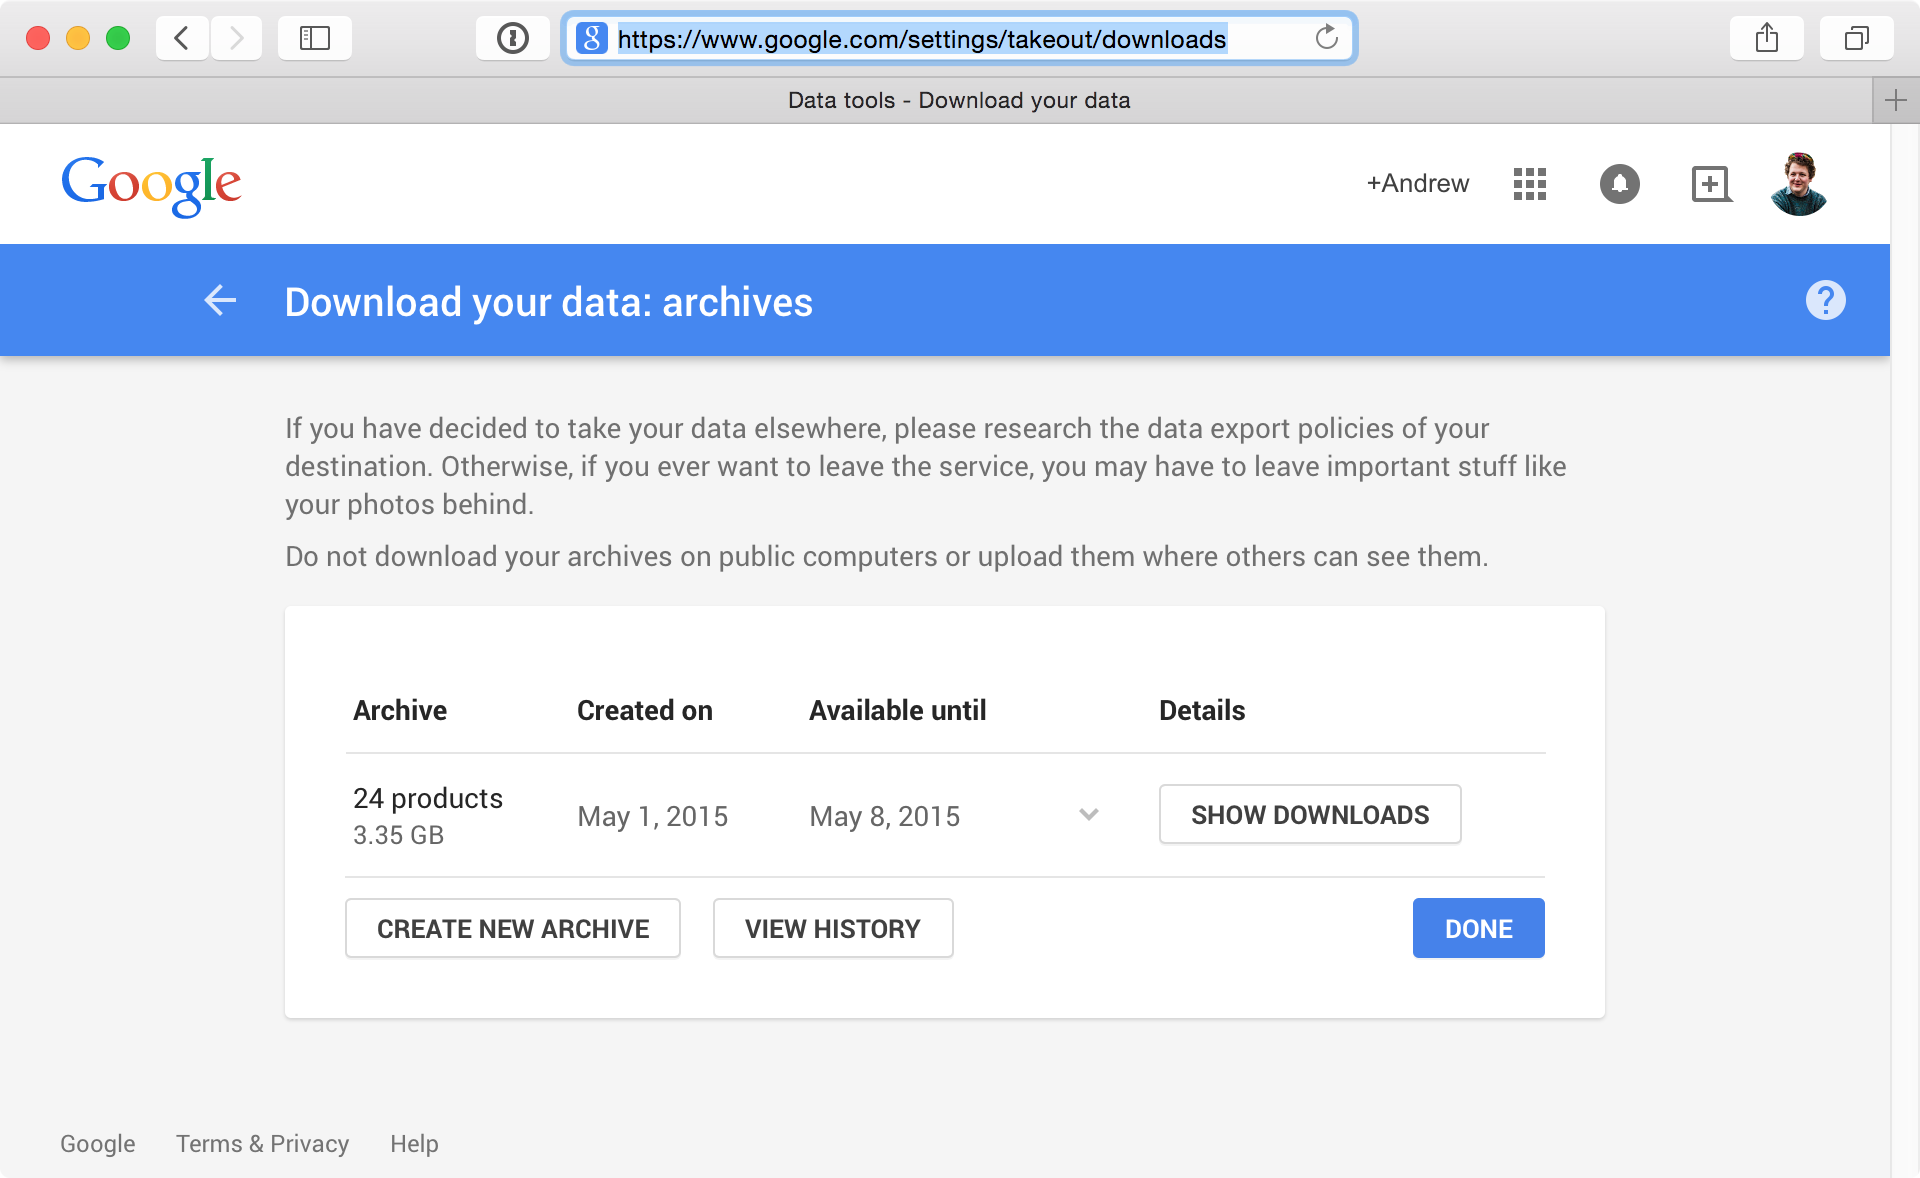 https://www.google.com/settings/takeout/downloads
Data tools - Download your data
Google
+Andrew
Download your data: archives
?
If you have decided to take your data elsewhere, please research the data export policies of your
destination. Otherwise, if you ever want to leave the service, you may have to leave important stuff like
your photos behind.
Do not download your archives on public computers or upload them where others can see them.
Archive Created on Available until Details
24 products
3.35 GB
May 1, 2015 May 8, 2015 SHOW DOWNLOADS
CREATE NEW ARCHIVE VIEW HISTORY DONE
Google Terms & Privacy Help